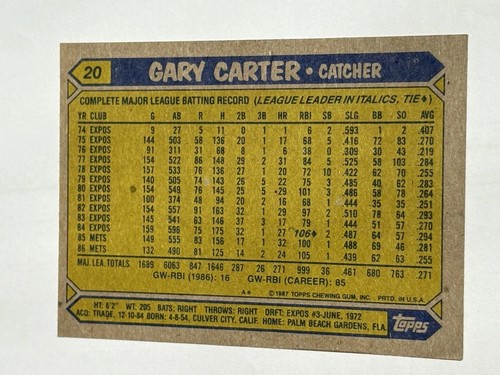 20 GARY CARTER • CATCHER
COMPLETE MAJOR LEAGUE BATTING RECORD (LEAGUE LEADER IN ITALICS, TIE♦)
YR CLUB G AB R H 2B 3B HR RBI SB SLG BB SO AVG
74 EXPOS 9 27 5 11 0 1 1 6 2 .593 1 2 .407
75 EXPOS 144 503 58 136 20 1 17 68 5 .416 72 83 .270
76 EXPOS 91 311 31 68 8 1 6 38 0 .309 30 43 .219
77 EXPOS 154 522 86 148 29 2 31 84 5 .525 58 103 .284
78 EXPOS 157 533 76 136 27 1 20 72 10 .422 62 70 .255
79 EXPOS 140 505 74 143 26 5 22 75 3 .485 40 62 .283
80 EXPOS 154 549 76 145 25 5 29 101 3 .486 58 78 .264
81 EXPOS 100 374 48 94 20 2 16 68 1 .444 35 35 .251
82 EXPOS 154 557 91 163 32 1 29 97 2 .510 78 64 .293
83 EXPOS 145 541 63 146 37 3 17 79 1 .444 51 57 .270
84 EXPOS 159 596 75 175 32 1 27 106♦ 2 .487 64 57 .294
85 METS 149 555 83 156 17 1 32 100 1 .488 69 46 .281
86 METS 132 490 81 125 14 2 24 105 1 .439 62 63 .255
MAJ. LEA. TOTALS 1689 6063 847 1646 287 26 271 999 36 .461 680 763 .271
GW-RBI (1986): 16 GW-RBI (CAREER): 85
A* ©1987 TOPPS CHEWING GUM, INC. PRTD. IN U.S.A.
HT: 6'2" WT: 295 BATS: RIGHT THROWS: RIGHT DRFT: EXPOS #3-JUNE, 1972
ACQ: TRADE, 12-10-84 BORN: 4-8-54, CULVER CITY, CALIF. HOME: PALM BEACH GARDENS, FLA.
Topps